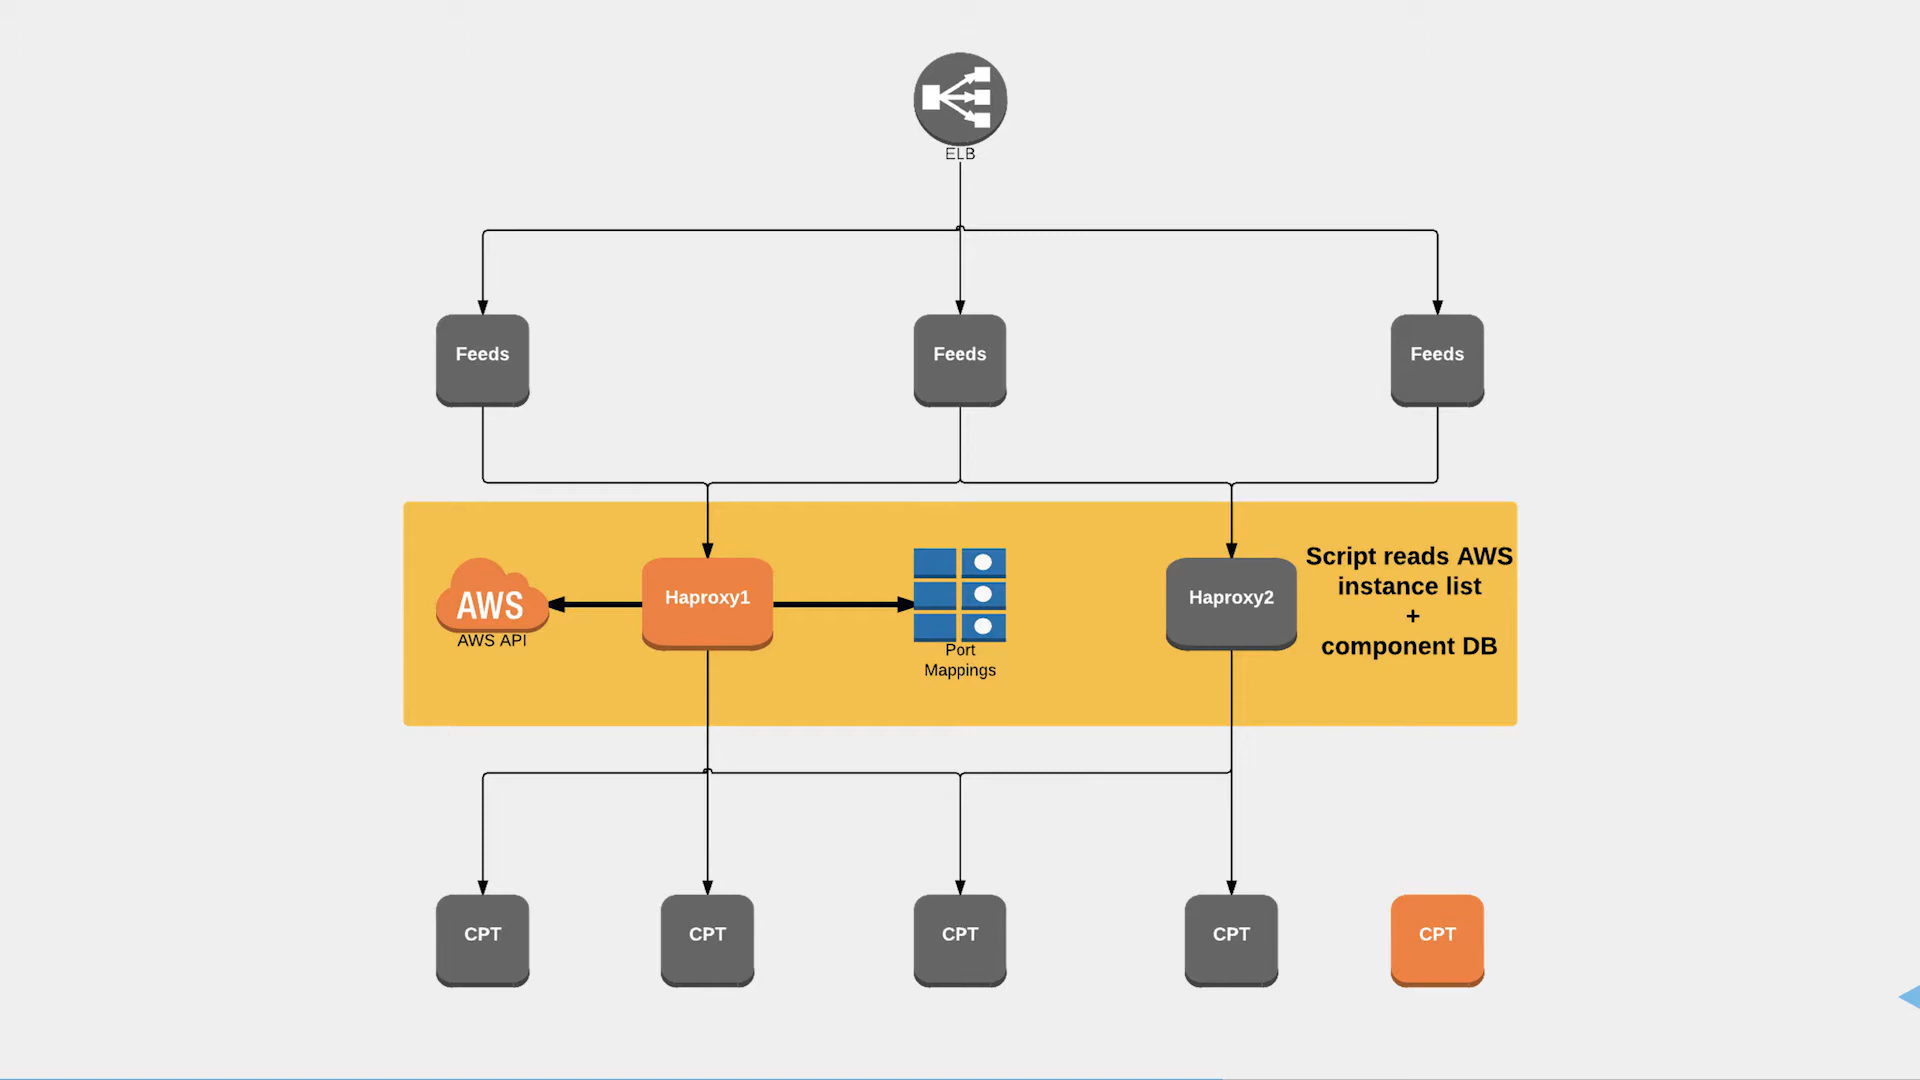 ELB
Feeds
Feeds
Feeds
AWS
AWS API
Haproxy1
Port
Mappings
Haproxy2
Script reads AWS
instance list
+
component DB
CPT
CPT
CPT
CPT
CPT